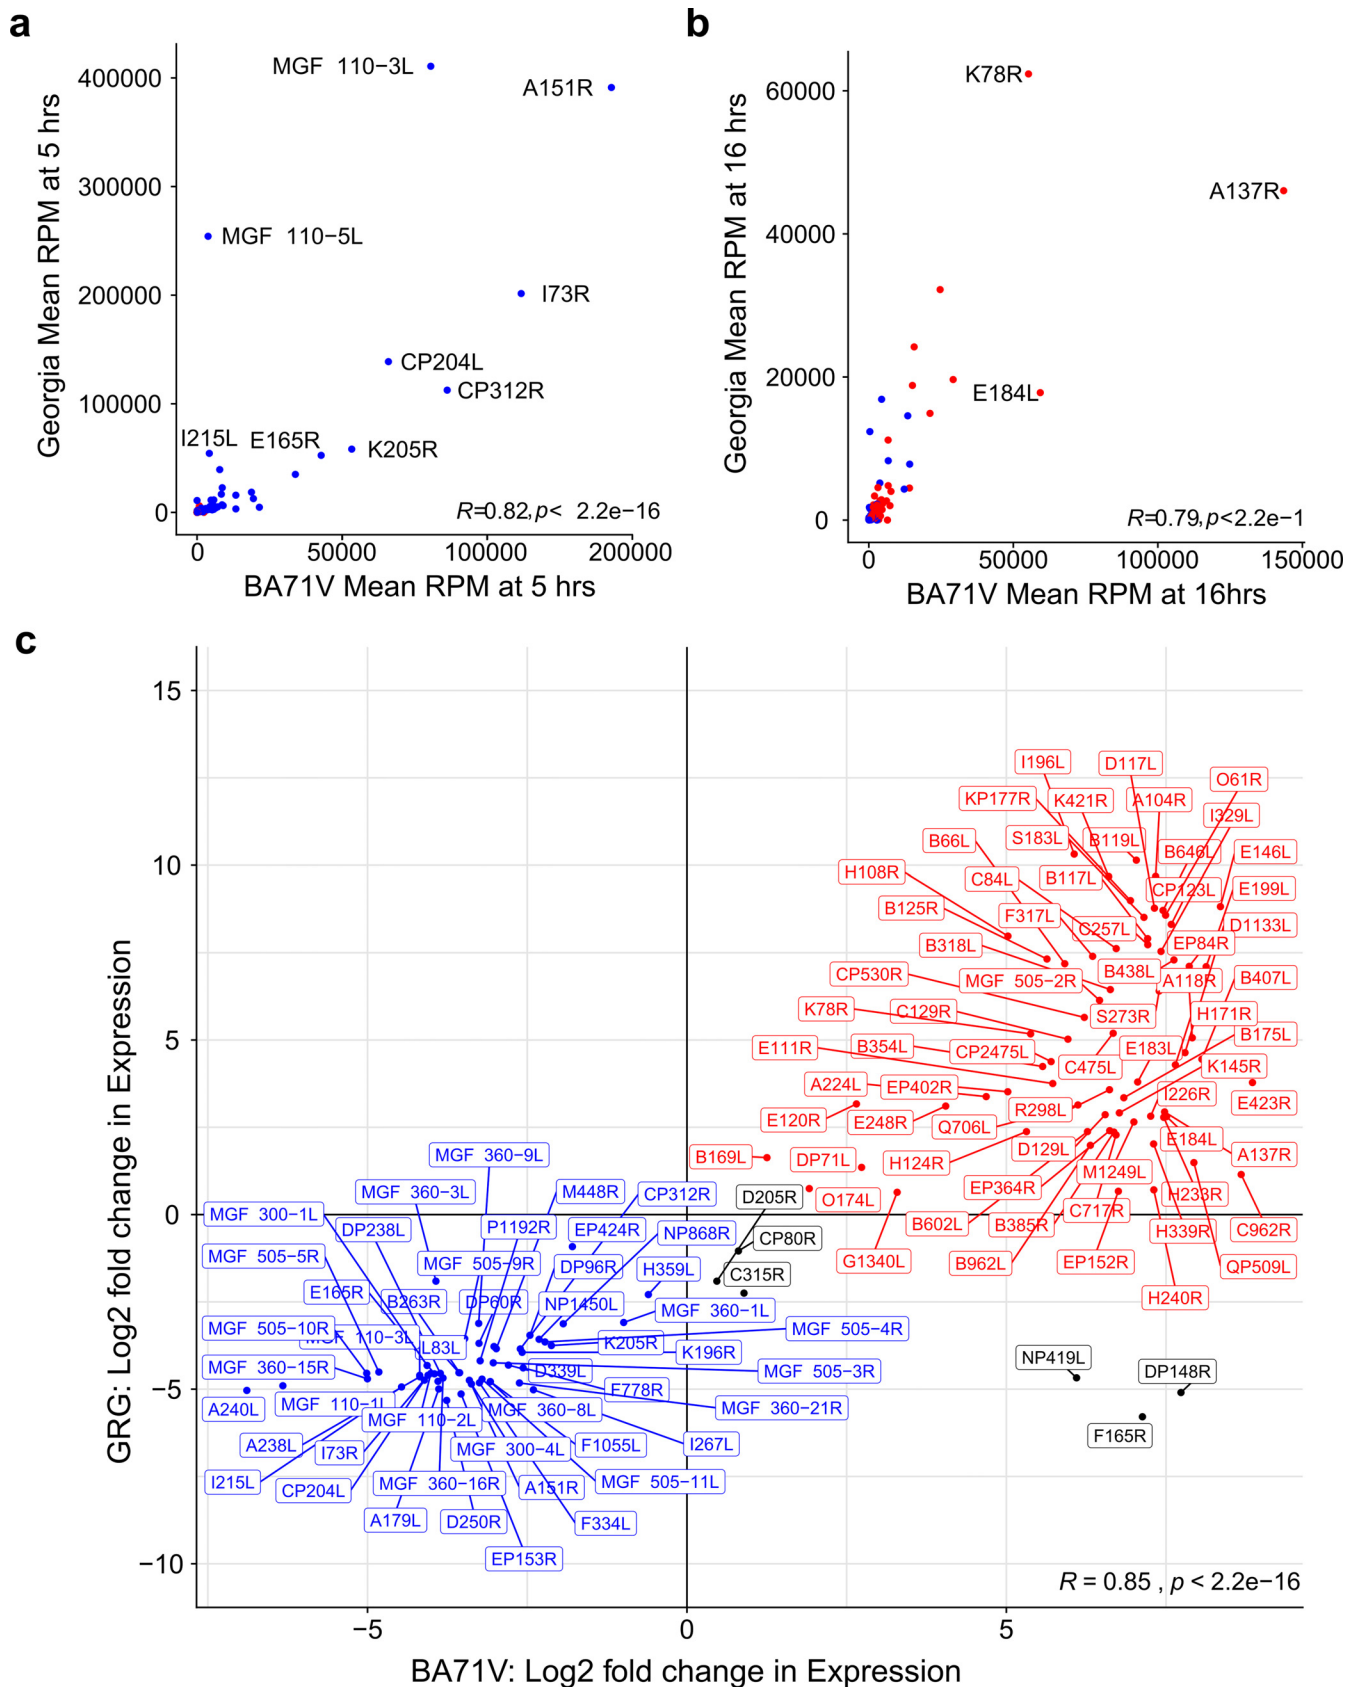 a
MGF 110−3L
A151R
MGF 110−5L
I73R
CP204L
CP312R
I215L
E165R
K205R
R=0.82, p< 2.2e−16
400000
300000
200000
100000
0
0
50000
100000
200000
Georgia Mean RPM at 5 hrs
BA71V Mean RPM at 5 hrs
b
K78R
A137R
E184L
R=0.79, p<2.2e−1
60000
40000
20000
0
0
50000
100000
150000
Georgia Mean RPM at 16 hrs
BA71V Mean RPM at 16hrs
c
15
10
5
0
−5
−10
GRG: Log2 fold change in Expression
I196L
D117L
O61R
KP177R
K421R
A104R
I329L
B66L
S183L
B119L
B646L
E146L
H108R
C84L
B117L
CP123L
E199L
B125R
F317L
C257L
D1133L
B318L
EP84R
CP530R
MGF 505−2R
B438L
A118R
B407L
K78R
C129R
S273R
H171R
E111R
B354L
CP2475L
C475L
E183L
B175L
K145R
A224L
EP402R
I226R
E423R
E120R
E248R
R298L
Q706L
E184L
A137R
B169L
DP71L
H124R
D129L
M1249L
O174L
EP364R
C717R
H233R
B602L
B385R
H339R
C962R
G1340L
B962L
EP152R
QP509L
H240R
D205R
CP80R
C315R
NP419L
DP148R
F165R
MGF 360−9L
MGF 360−3L
M448R
CP312R
MGF 300−1L
DP238L
P1192R
EP424R
NP868R
MGF 505−5R
MGF 505−9R
DP96R
H359L
E165R
B263R
DP60R
NP1450L
MGF 360−1L
MGF 505−10R
MGF 110−3L
L83L
K205R
K196R
MGF 505−4R
MGF 360−15R
D339L
MGF 505−3R
A240L
MGF 110−1L
MGF 110−2L
MGF 360−8L
F778R
MGF 360−21R
A238L
I73R
MGF 300−4L
F1055L
I267L
I215L
CP204L
MGF 360−16R
A151R
MGF 505−11L
A179L
D250R
F334L
EP153R
R = 0.85 , p < 2.2e−16
−5
0
5
BA71V: Log2 fold change in Expression